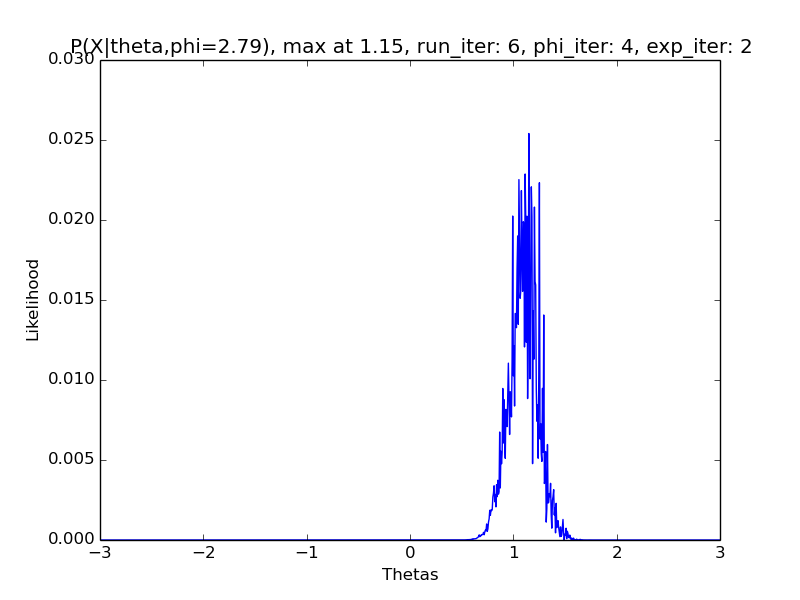 P(X|theta,phi=2.79), max at 1.15, run_iter: 6, phi_iter: 4, exp_iter: 2
0.030
0.025
0.020
0.015
0.010
0.005
0.000
Likelihood
−3 −2 −1 0 1 2 3
Thetas